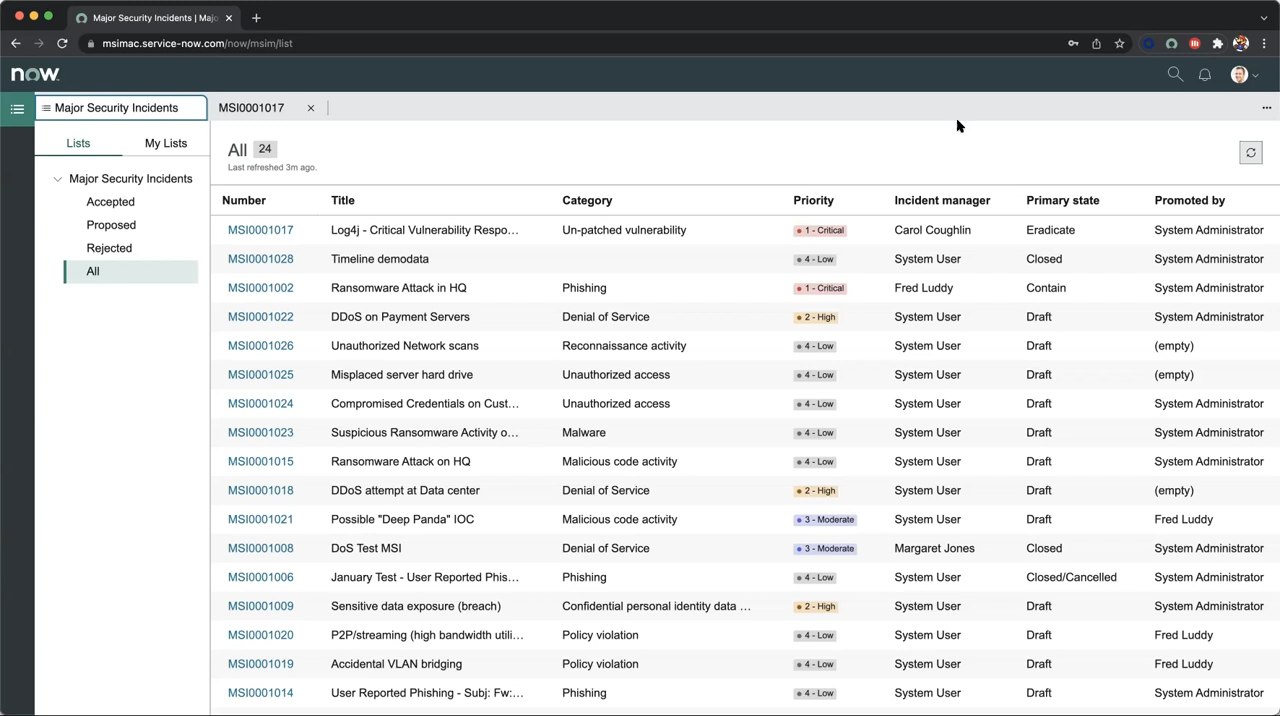 Major Security Incidents | Majo
msimac.service-now.com/now/msim/list
now.
Major Security Incidents
MSI0001017
Lists My Lists
Major Security Incidents
Accepted
Proposed
Rejected
All
All 24
Last refreshed 3m ago.
Number Title Category Priority Incident manager Primary state Promoted by
MSI0001017 Log4j - Critical Vulnerability Respo... Un-patched vulnerability 1 - Critical Carol Coughlin Eradicate System Administrator
MSI0001028 Timeline demodata 4 - Low System User Closed System Administrator
MSI0001002 Ransomware Attack in HQ Phishing 1 - Critical Fred Luddy Contain System Administrator
MSI0001022 DDoS on Payment Servers Denial of Service 2 - High System User Draft System Administrator
MSI0001026 Unauthorized Network scans Reconnaissance activity 4 - Low System User Draft (empty)
MSI0001025 Misplaced server hard drive Unauthorized access 4 - Low System User Draft (empty)
MSI0001024 Compromised Credentials on Cust... Unauthorized access 4 - Low System User Draft System Administrator
MSI0001023 Suspicious Ransomware Activity o... Malware 4 - Low System User Draft System Administrator
MSI0001015 Ransomware Attack on HQ Malicious code activity 4 - Low System User Draft System Administrator
MSI0001018 DDoS attempt at Data center Denial of Service 2 - High System User Draft (empty)
MSI0001021 Possible "Deep Panda" IOC Malicious code activity 3 - Moderate System User Draft Fred Luddy
MSI0001008 DoS Test MSI Denial of Service 3 - Moderate Margaret Jones Closed System Administrator
MSI0001006 January Test - User Reported Phis... Phishing 4 - Low System User Closed/Cancelled System Administrator
MSI0001009 Sensitive data exposure (breach) Confidential personal identity data ... 2 - High System User Draft System Administrator
MSI0001020 P2P/streaming (high bandwidth utili... Policy violation 4 - Low System User Draft Fred Luddy
MSI0001019 Accidental VLAN bridging Policy violation 4 - Low System User Draft Fred Luddy
MSI0001014 User Reported Phishing - Subj: Fw:... Phishing 4 - Low System User Draft System Administrator